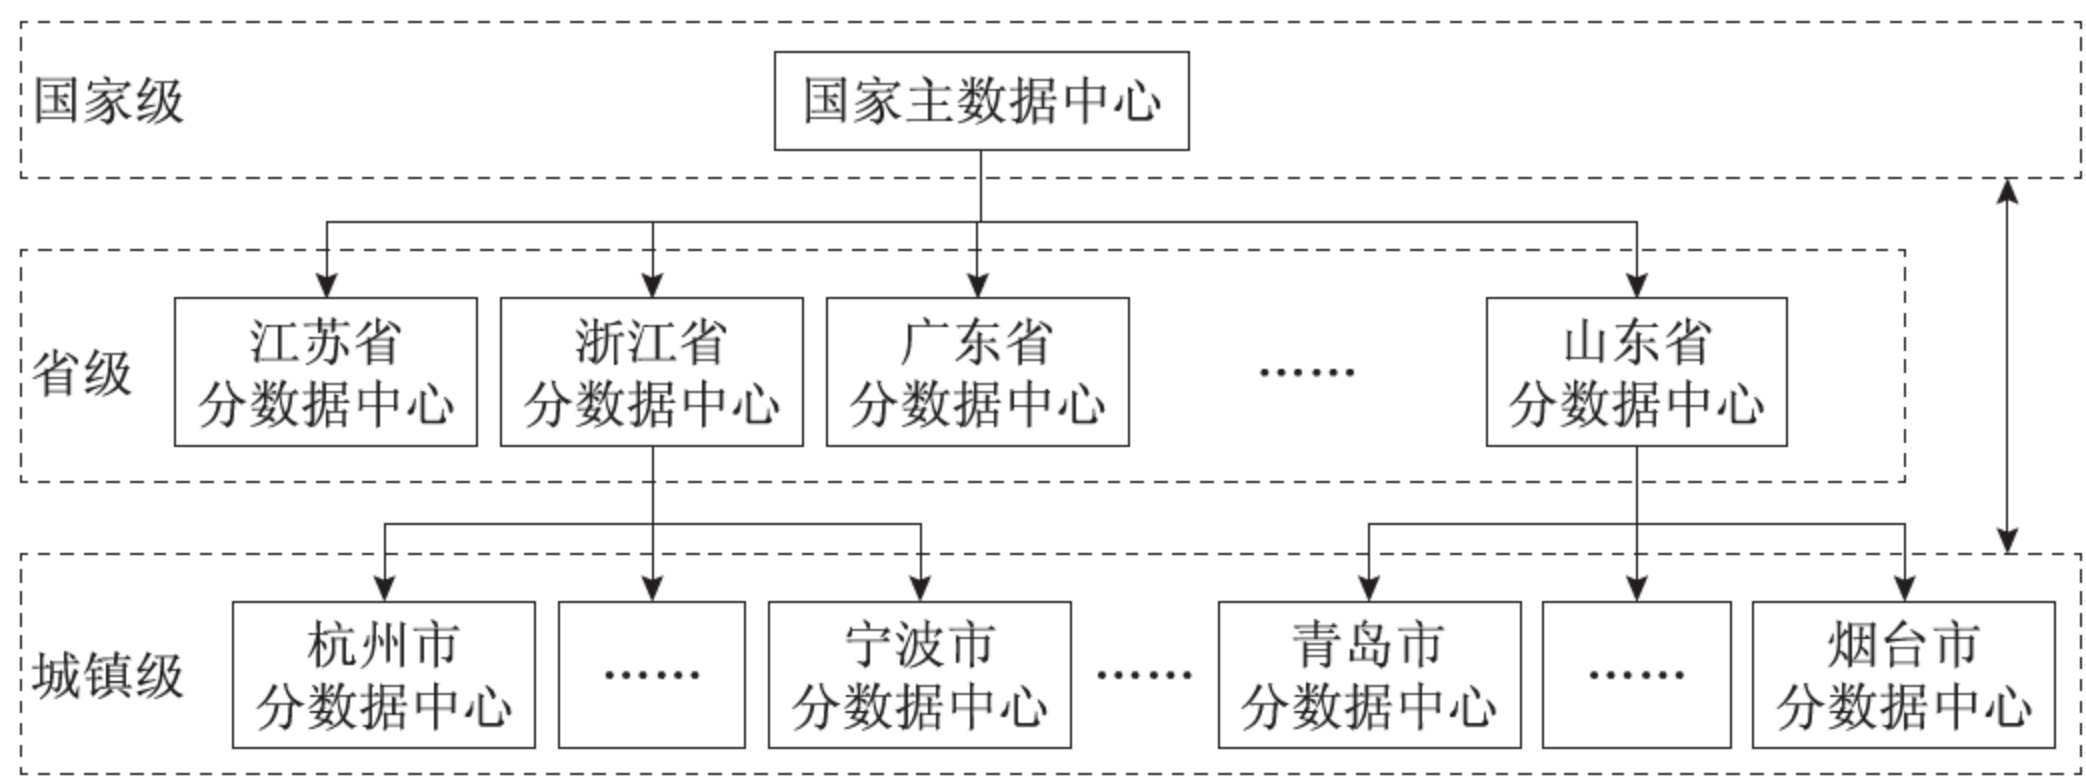 国家级
国家主数据中心
省级
江苏省
分数据中心
浙江省
分数据中心
广东省
分数据中心
……
山东省
分数据中心
城镇级
杭州市
分数据中心
……
宁波市
分数据中心
……
青岛市
分数据中心
……
烟台市
分数据中心